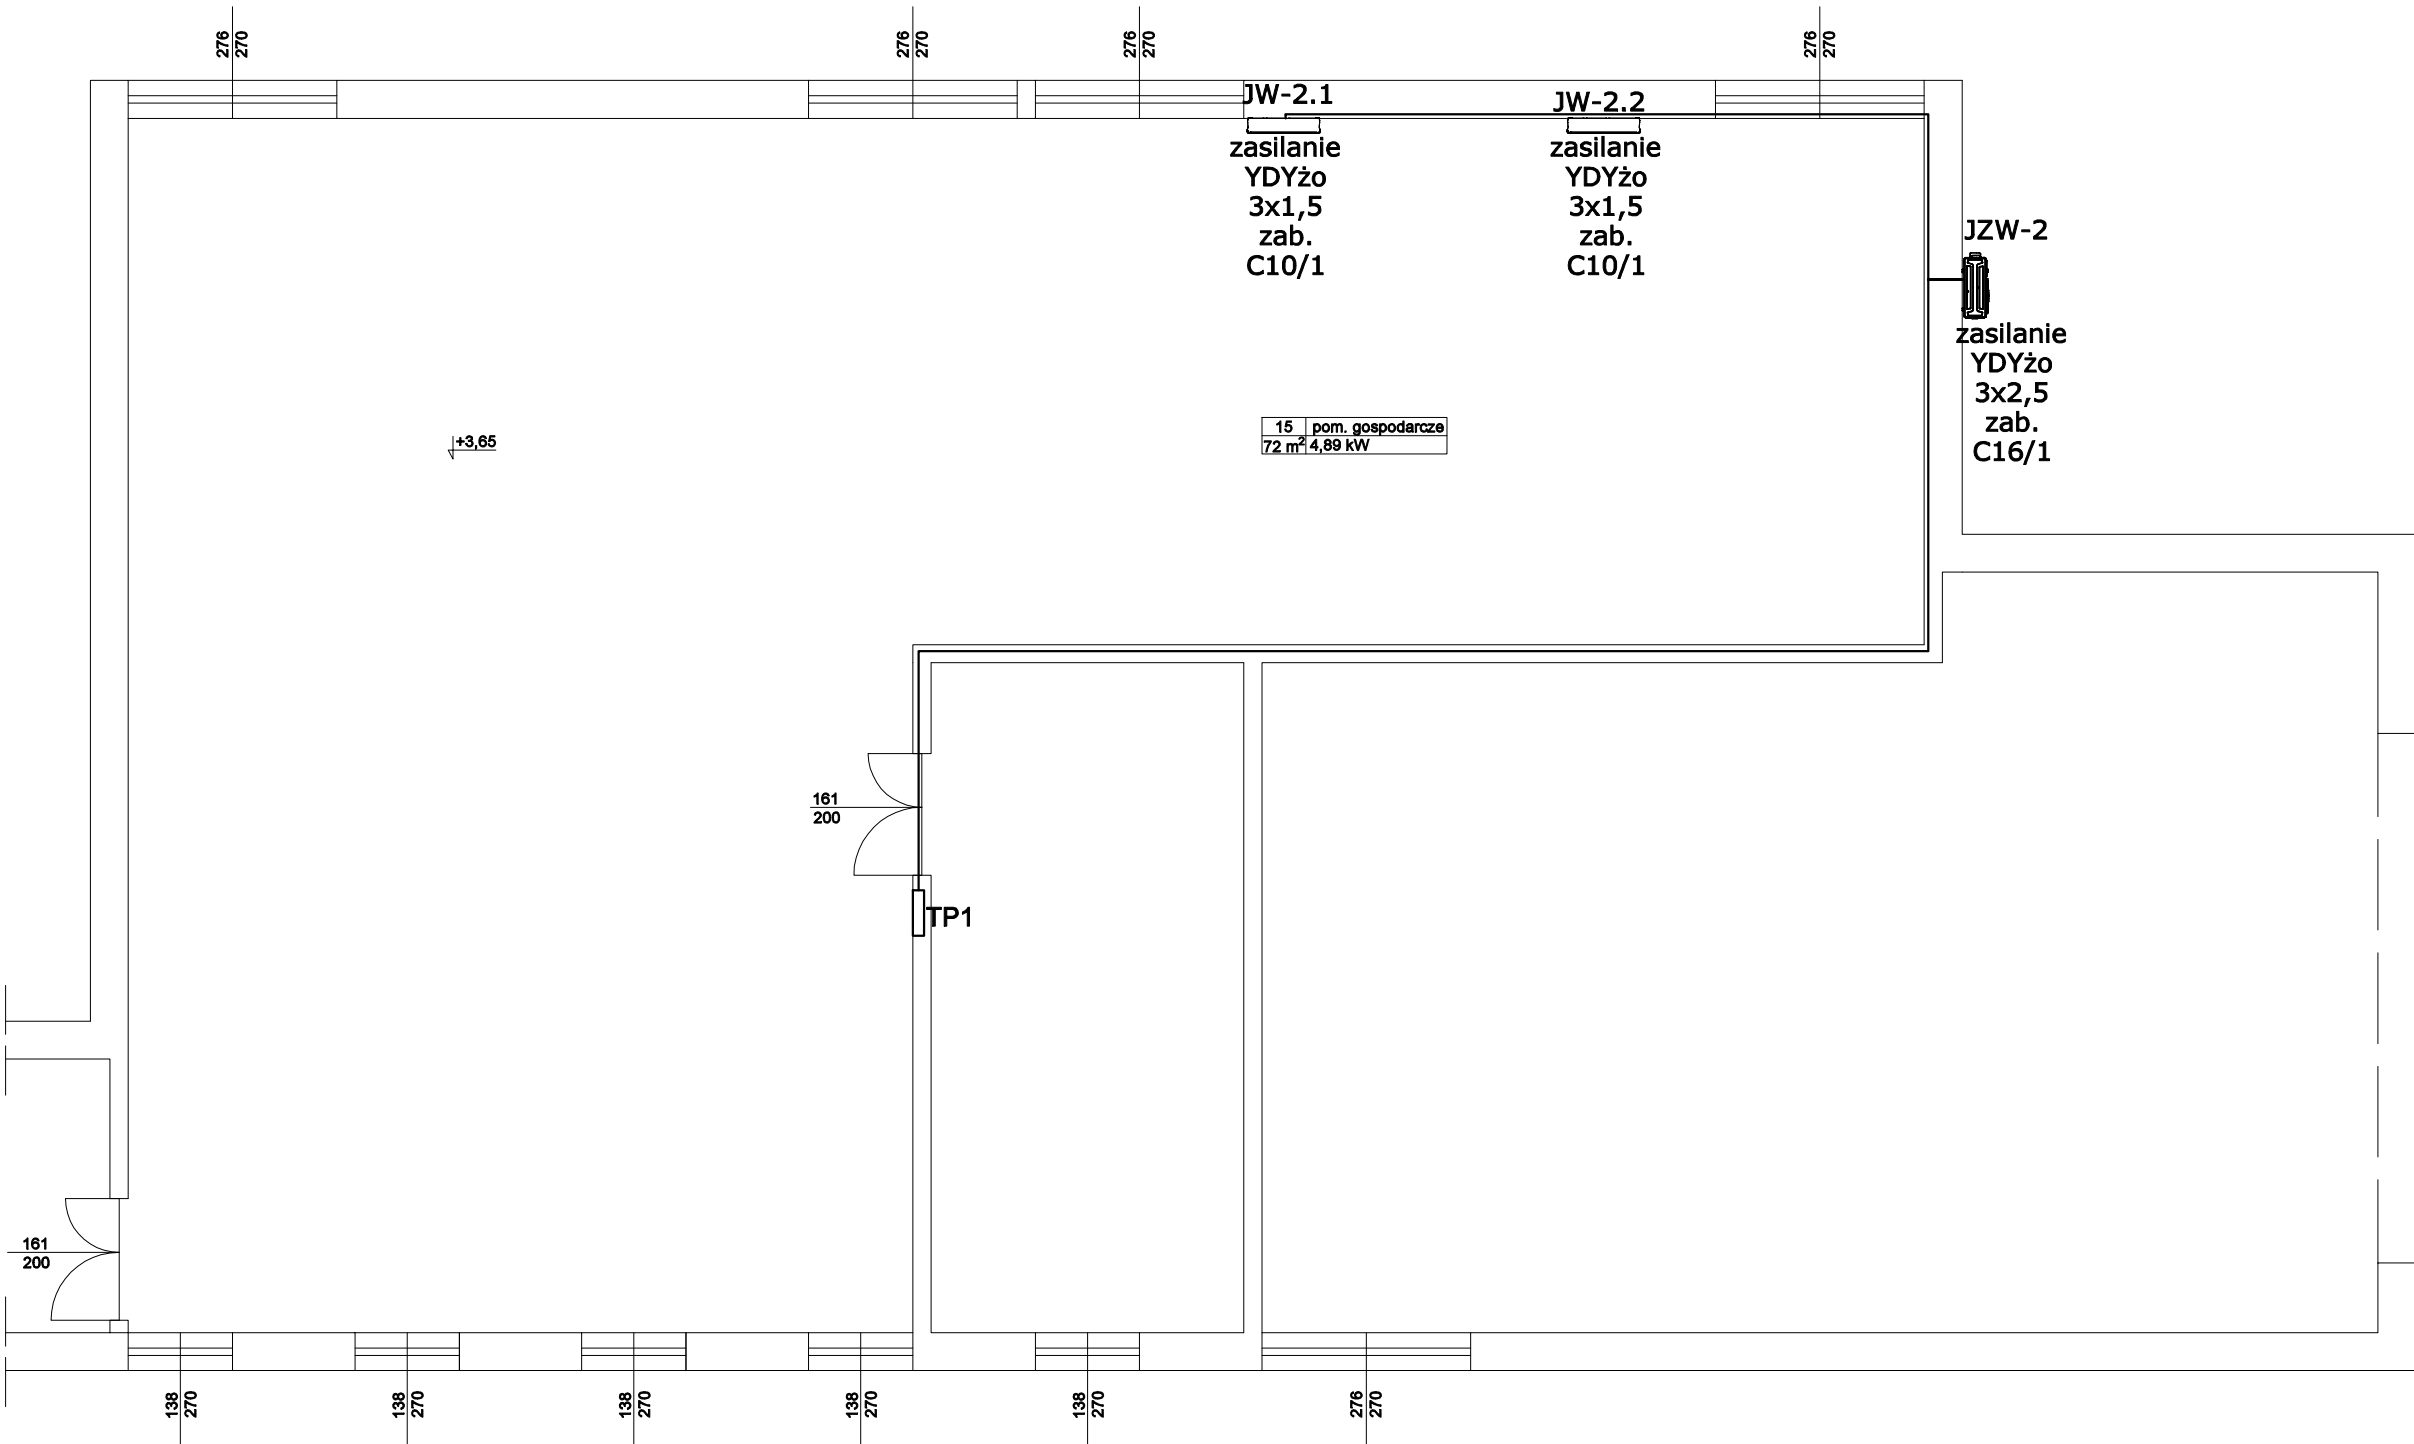 276
270
276
270
276
270
276
270
JW-2.1
zasilanie
YDYżo
3x1,5
zab.
C10/1
JW-2.2
zasilanie
YDYżo
3x1,5
zab.
C10/1
JZW-2
zasilanie
YDYżo
3x2,5
zab.
C16/1
+3,65
15 pom. gospodarcze
72 m² 4,89 kW
161
200
TP1
161
200
138
270
138
270
138
270
138
270
138
270
276
270